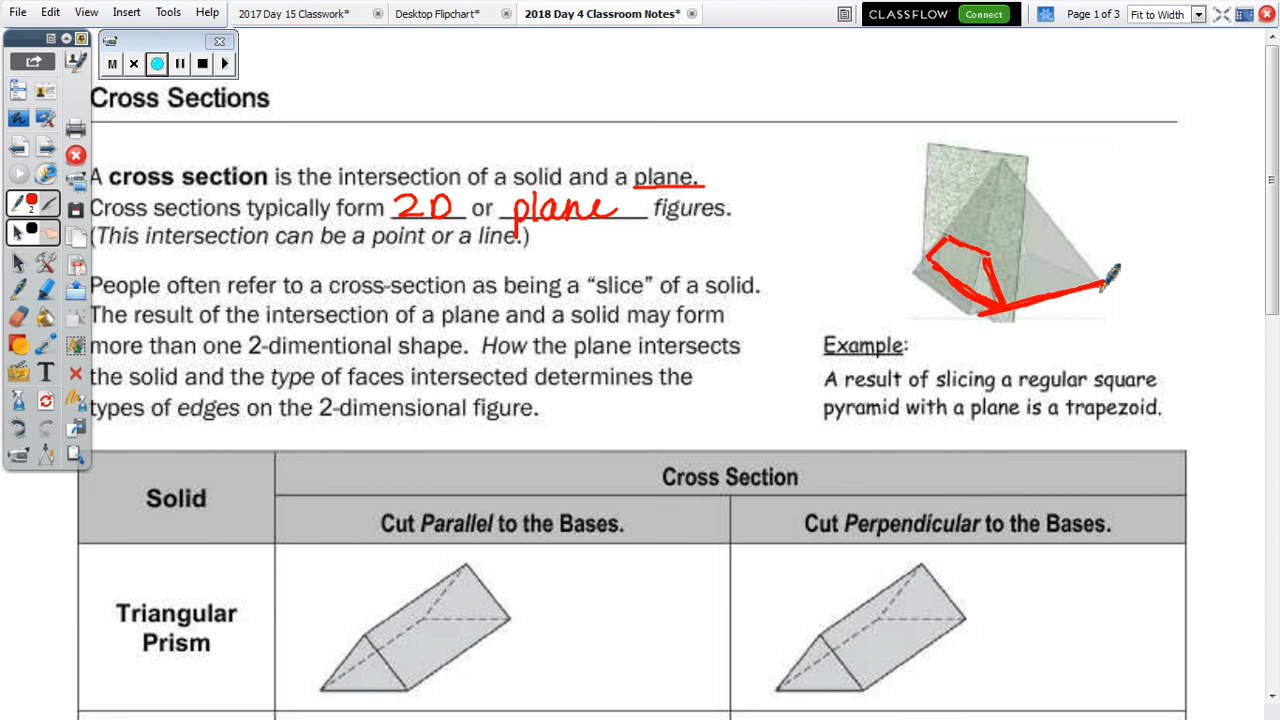 File Edit View Insert Tools Help 2017 Day 15 Classwork* Desktop Flipchart* 2018 Day 4 Classroom Notes* CLASSFLOW Connect Page 1 of 3 Fit to Width
M
2
T
Cross Sections
A cross section is the intersection of a solid and a plane.
Cross sections typically form 2D or plane figures.
(This intersection can be a point or a line.)
People often refer to a cross-section as being a “slice” of a solid.
The result of the intersection of a plane and a solid may form
more than one 2-dimentional shape. How the plane intersects
the solid and the type of faces intersected determines the
types of edges on the 2-dimensional figure.
Example:
A result of slicing a regular square
pyramid with a plane is a trapezoid.
Solid
Cross Section
Cut Parallel to the Bases.
Cut Perpendicular to the Bases.
Triangular
Prism